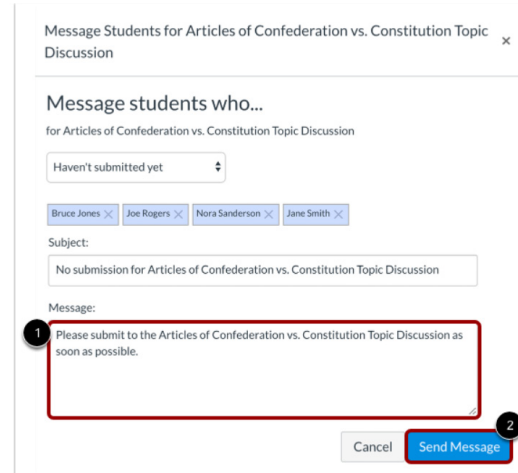 Message Students for Articles of Confederation vs. Constitution Topic
Discussion
×
Message students who...
for Articles of Confederation vs. Constitution Topic Discussion
Haven't submitted yet
Bruce Jones × Joe Rogers × Nora Sanderson × Jane Smith ×
Subject:
No submission for Articles of Confederation vs. Constitution Topic Discussion
Message:
1
Please submit to the Articles of Confederation vs. Constitution Topic Discussion as
soon as possible.
2
Cancel Send Message